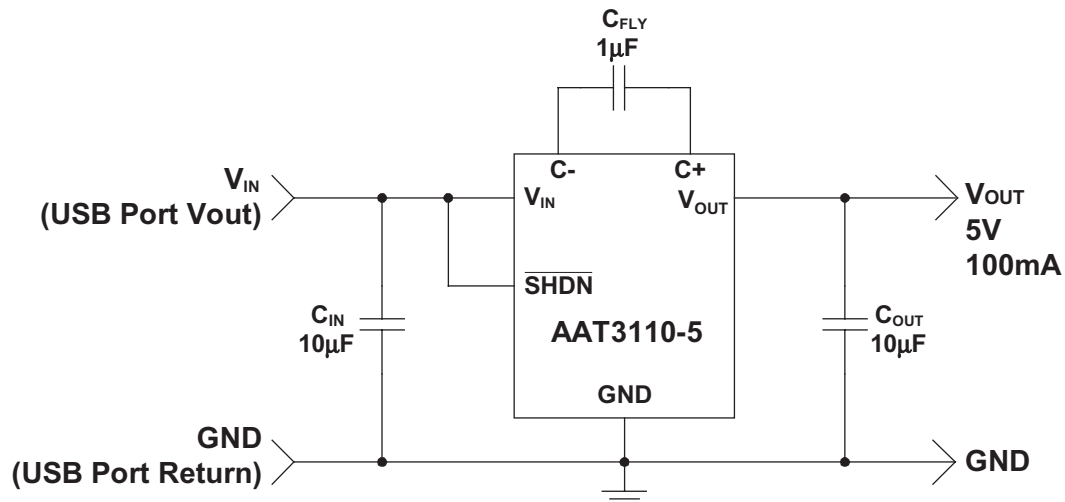 CFLY
1μF
C-
C+
VIN
(USB Port Vout)
VIN
VOUT
VOUT
5V
100mA
SHDN
CIN
10μF
AAT3110-5
COUT
10μF
GND
GND
(USB Port Return)
GND